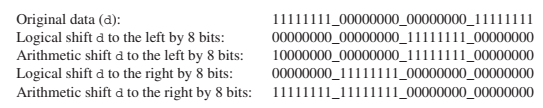 Original data (d): 11111111_00000000_00000000_11111111
Logical shift d to the left by 8 bits: 00000000_00000000_11111111_00000000
Arithmetic shift d to the left by 8 bits: 10000000_00000000_11111111_00000000
Logical shift d to the right by 8 bits: 00000000_11111111_00000000_00000000
Arithmetic shift d to the right by 8 bits: 11111111_11111111_00000000_00000000